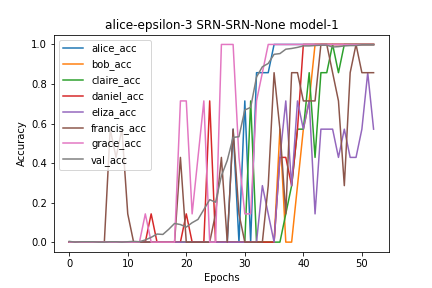 alice-epsilon-3 SRN-SRN-None model-1
1.0
0.8
0.6
0.4
0.2
0.0
Accuracy
alice_acc
bob_acc
claire_acc
daniel_acc
eliza_acc
francis_acc
grace_acc
val_acc
0
10
20
30
40
50
Epochs